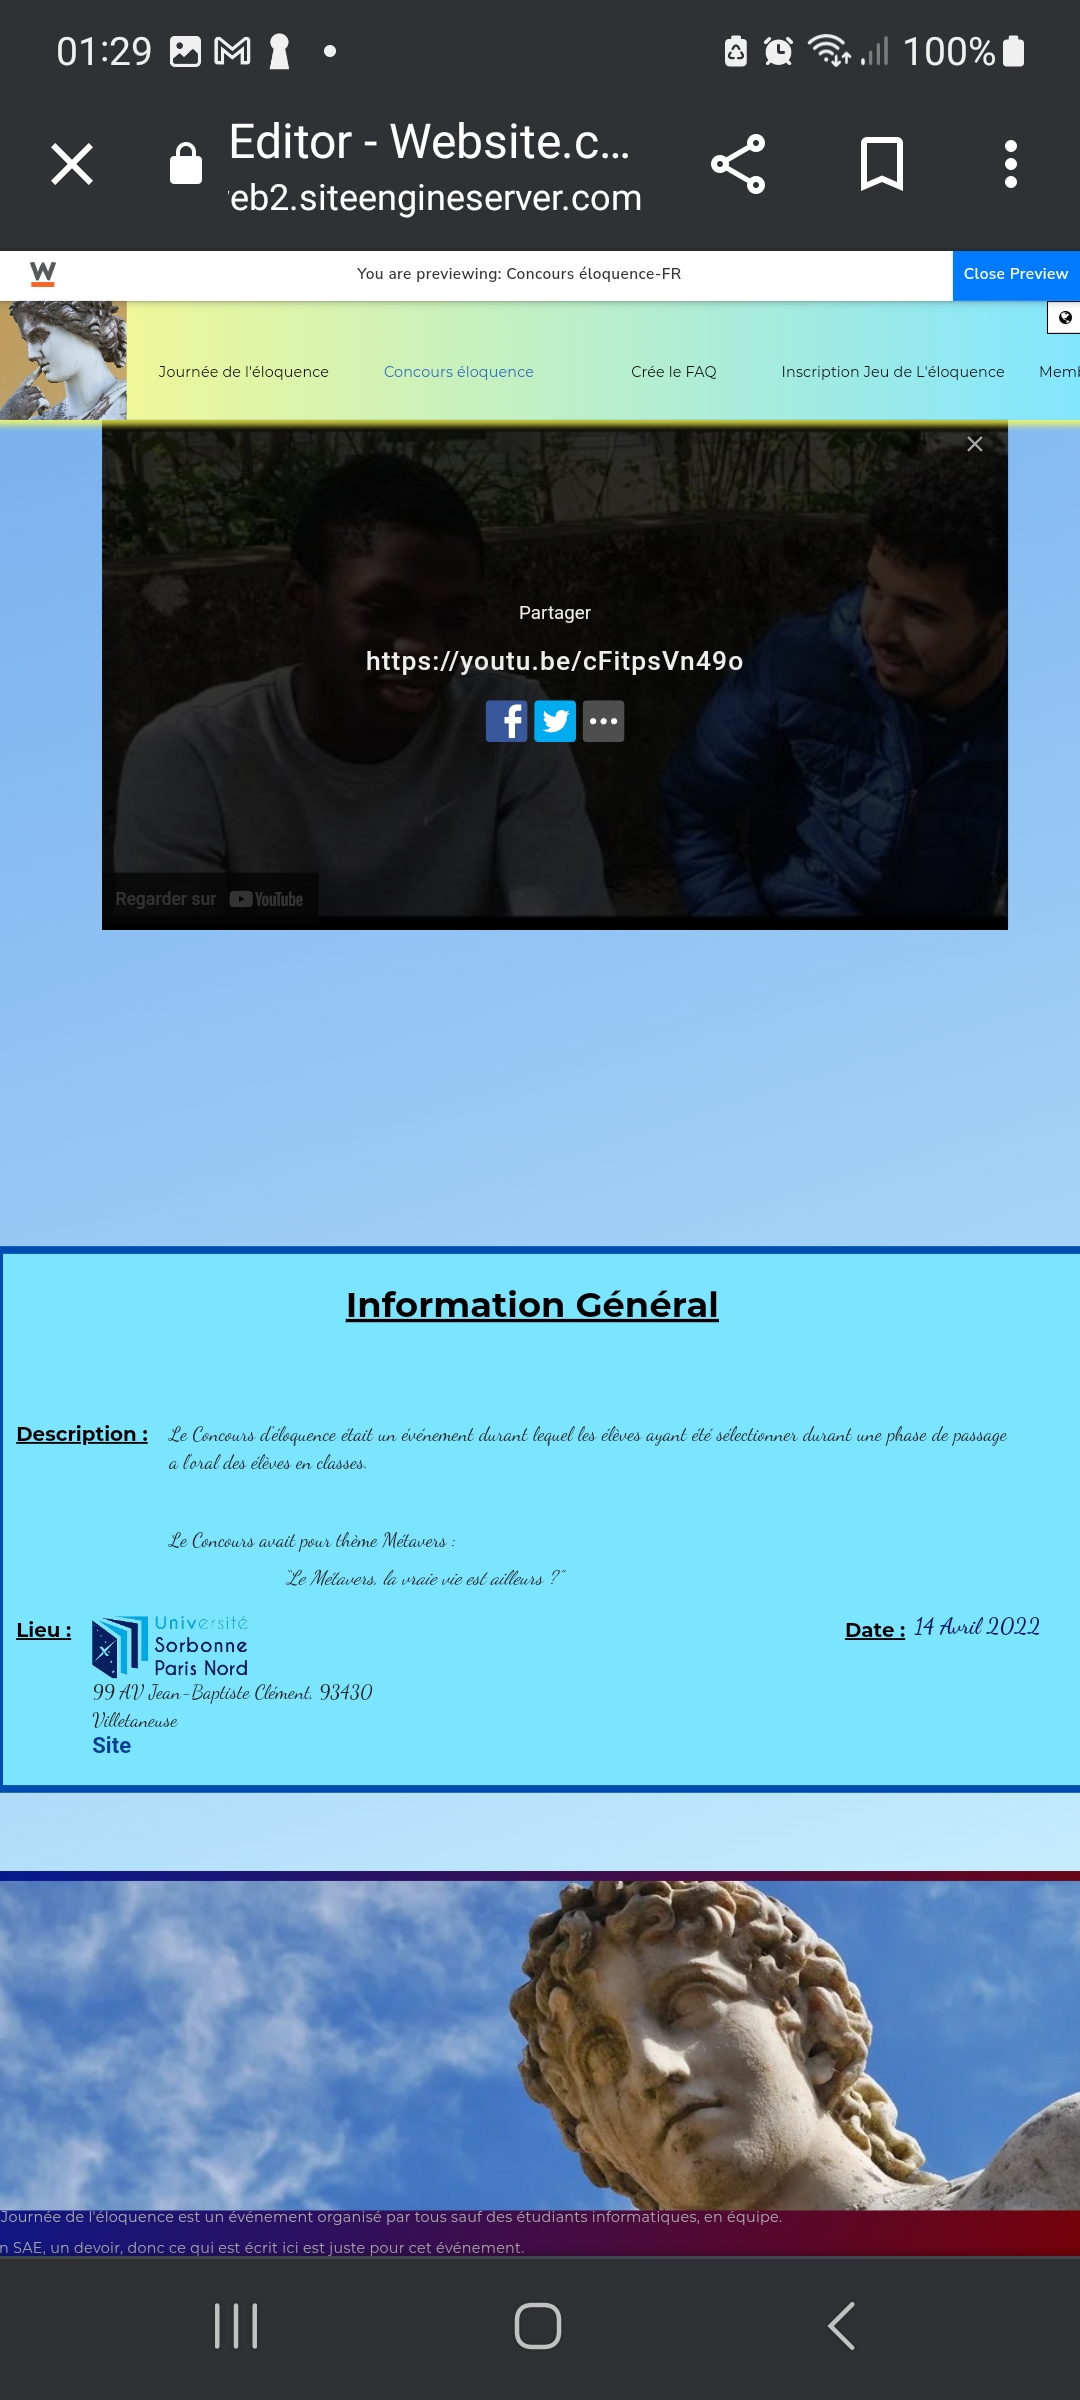 01:29
100%
Editor - Website.c...
eb2.siteengineserver.com
W
You are previewing: Concours éloquence-FR
Close Preview
Journée de l'éloquence
Concours éloquence
Crée le FAQ
Inscription Jeu de L'éloquence
Memb
Partager
https://youtu.be/cFitpsVn49o
Regarder sur YouTube
Information Général
Description :
Le Concours d'éloquence était un événement durant lequel les élèves ayant été sélectionner durant une phase de passage
a l'oral des élèves en classes.
Le Concours avait pour thème Métavers :
"Le Métavers, la vraie vie est ailleurs ?"
Lieu :
Université
Sorbonne
Paris Nord
Date :
14 Avril 2022
99 AV Jean-Baptiste Clément, 93430
Villetaneuse
Site
Journée de l'éloquence est un événement organisé par tous sauf des étudiants informatiques, en équipe.
n SAE, un devoir, donc ce qui est écrit ici est juste pour cet événement.